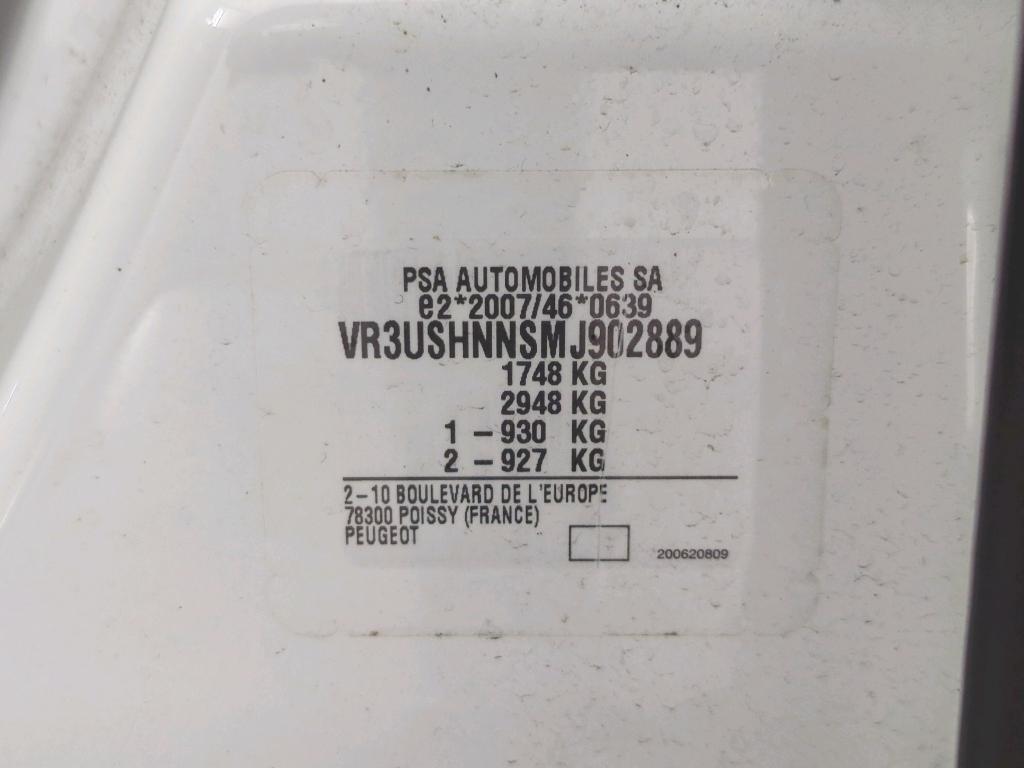 PSA AUTOMOBILES SA
e2*2007/46*0639
VR3USHNNSMJ902889
1748 KG
2948 KG
1 -930 KG
2 -927 KG
2-10 BOULEVARD DE L'EUROPE
78300 POISSY (FRANCE)
PEUGEOT
200620809